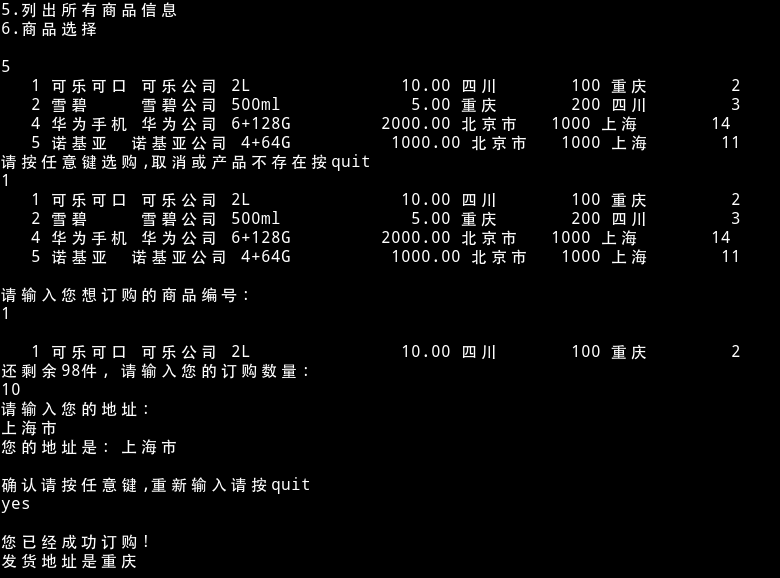 5.列出所有商品信息
6.商品选择
5
1 可乐可口 可乐公司 2L 10.00 四川 100 重庆 2
2 雪碧 雪碧公司 500ml 5.00 重庆 200 四川 3
4 华为手机 华为公司 6+128G 2000.00 北京市 1000 上海 14
5 诺基亚 诺基亚公司 4+64G 1000.00 北京市 1000 上海 11
请按任意键选购,取消或产品不存在按quit
1
1 可乐可口 可乐公司 2L 10.00 四川 100 重庆 2
2 雪碧 雪碧公司 500ml 5.00 重庆 200 四川 3
4 华为手机 华为公司 6+128G 2000.00 北京市 1000 上海 14
5 诺基亚 诺基亚公司 4+64G 1000.00 北京市 1000 上海 11
请输入您想订购的商品编号:
1
1 可乐可口 可乐公司 2L 10.00 四川 100 重庆 2
还剩余98件, 请输入您的订购数量:
10
请输入您的地址:
上海市
您的地址是: 上海市
确认请按任意键,重新输入请按quit
yes
您已经成功订购!
发货地址是重庆